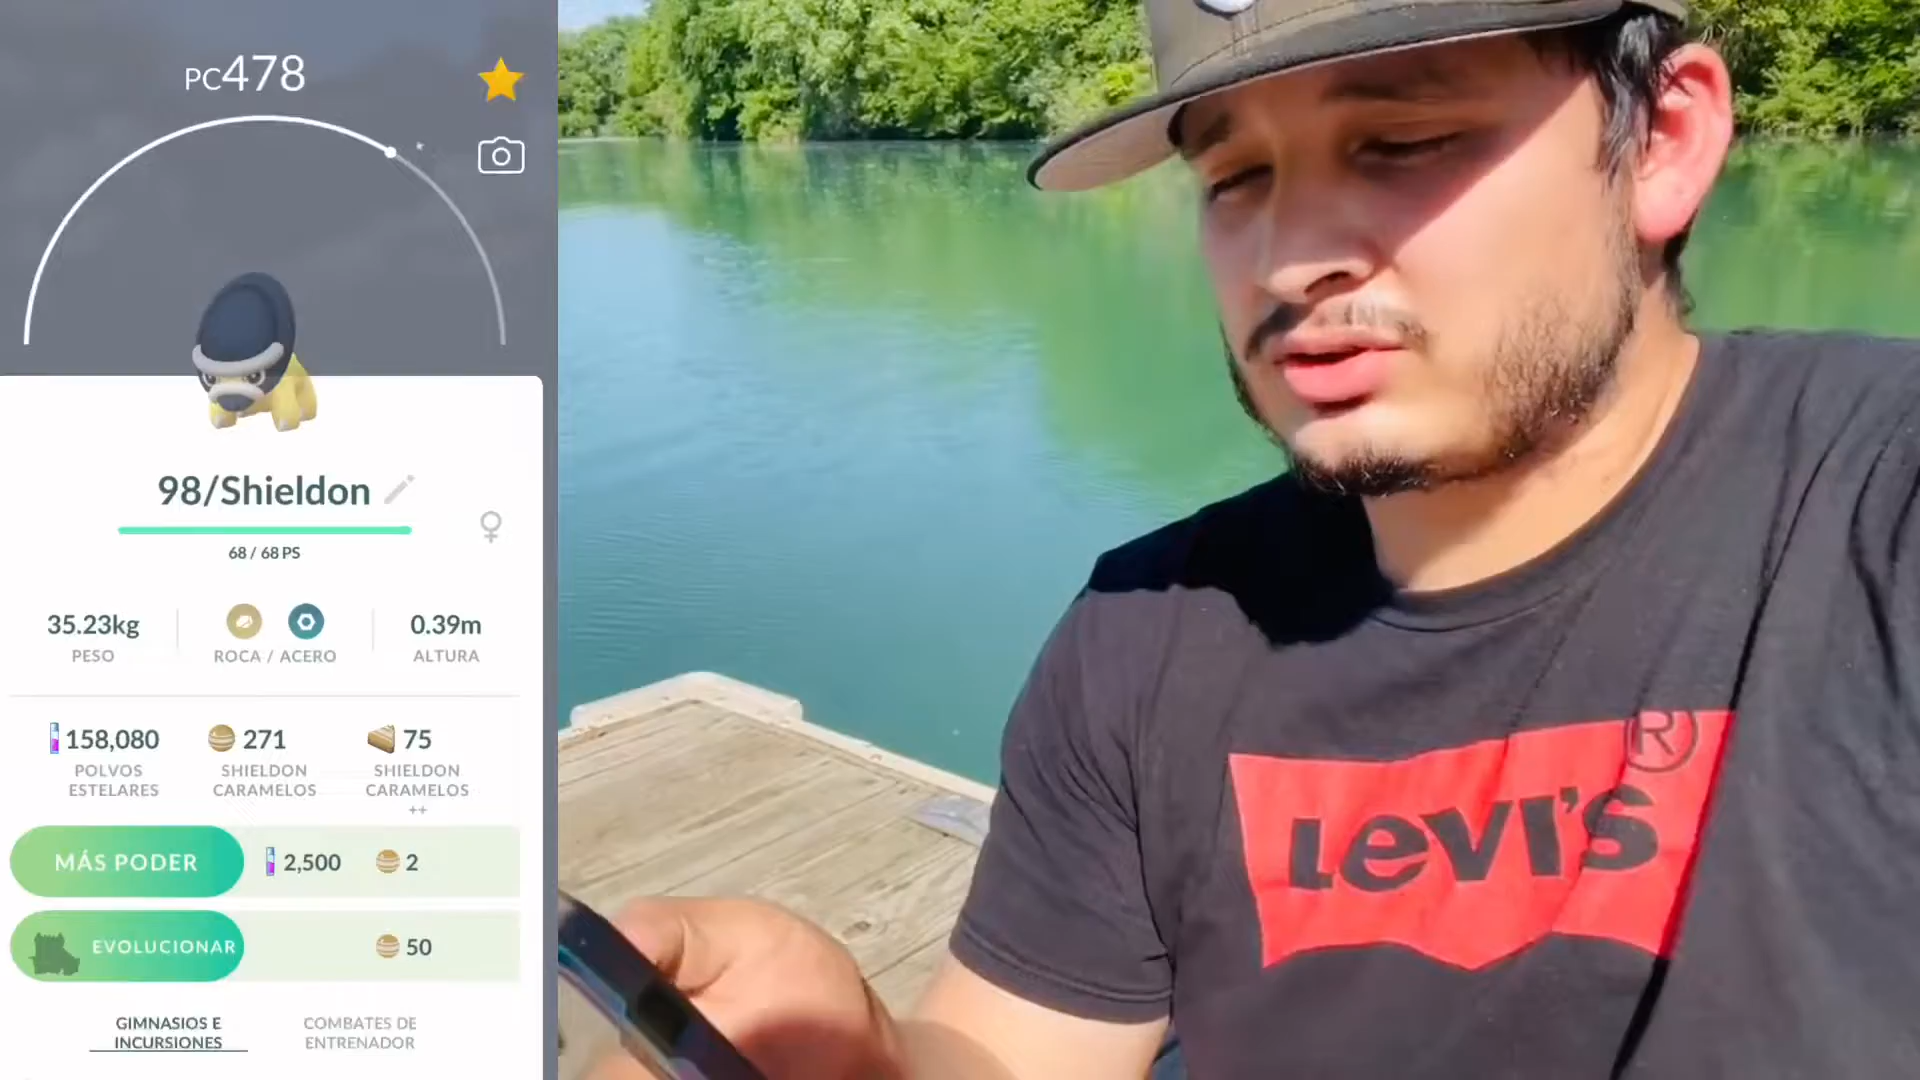 PC478
98/Shieldon
68 / 68 PS
35.23kg
PESO
ROCA / ACERO
0.39m
ALTURA
158,080
POLVOS
ESTELARES
271
SHIELDON
CARAMELOS
75
SHIELDON
CARAMELOS
++
MÁS PODER 2,500 2
EVOLUCIONAR 50
GIMNASIOS E
INCURSIONES
COMBATES DE
ENTRENADOR
Levi's
®